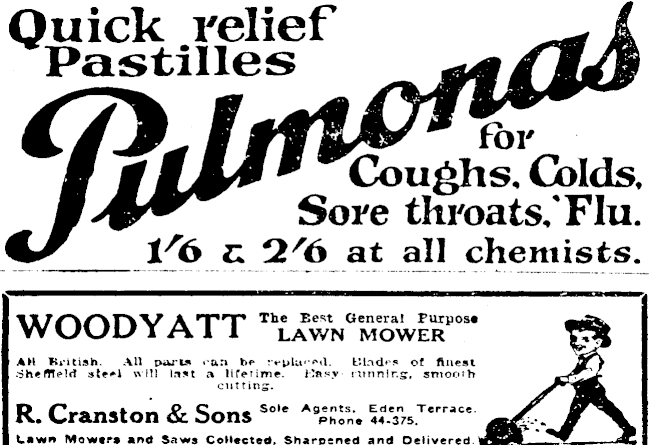 Quick relief
Pastilles
Pulmonas
for
Coughs, Colds,
Sore throats, 'Flu.
1'6 & 2'6 at all chemists.
WOODYATT The Best General Purpose
LAWN MOWER
All British. All parts can be replaced. Blades of finest
Sheffield steel will last a lifetime. Easy running, smooth
cutting.
R. Cranston & Sons Sole Agents, Eden Terrace.
Phone 44-375.
Lawn Mowers and Saws Collected, Sharpened and Delivered.